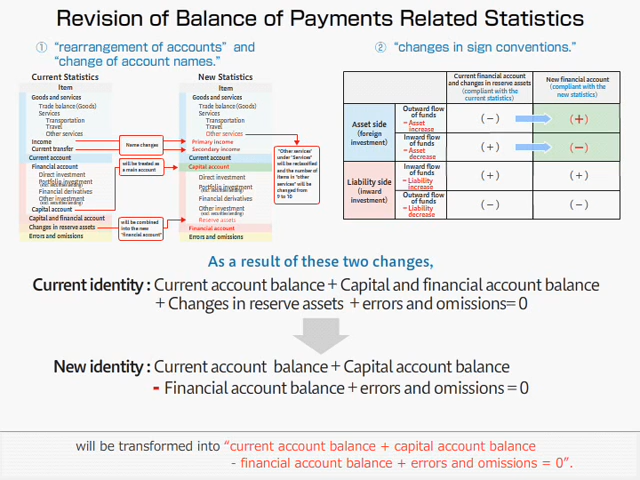 Revision of Balance of Payments Related Statistics
① “rearrangement of accounts” and
“change of account names.”
② “changes in sign conventions.”
Current Statistics
Item
Goods and services
Trade balance (Goods)
Services
Transportation
Travel
Other services
Income
Current transfer
Current account
Financial account
Direct investment
Portfolio investment
Financial derivatives
Other investment
Capital account
Capital and financial account
Changes in reserve assets
Errors and omissions
Name changes
will be treated as a
main account
will be combined
into the new
"financial account"
New Statistics
Item
Goods and services
Trade balance (Goods)
Services
Transportation
Travel
Other services
Primary income
Secondary income
Current account
Capital account
Direct investment
Portfolio investment
Financial derivatives
Other investment
Reserve assets
Financial account
Errors and omissions
"Other services"
under "Services"
will be reclassified
and the number of
items in "other
services" will be
changed from
9 to 10
Current financial account
and changes in reserve assets
(compliant with the
current statistics)
New financial account
(compliant with
the new statistics)
Asset side
(foreign
investment)
Outward flow
of funds
= Asset
increase
(−)
(+)
Inward flow
of funds
= Asset
decrease
(+)
(−)
Liability side
(inward
investment)
Inward flow
of funds
= Liability
increase
(+)
(+)
Outward flow
of funds
= Liability
decrease
(−)
(−)
As a result of these two changes,
Current identity : Current account balance + Capital and financial account balance
+ Changes in reserve assets + errors and omissions= 0
New identity : Current account balance + Capital account balance
- Financial account balance + errors and omissions = 0
will be transformed into “current account balance + capital account balance
- financial account balance + errors and omissions = 0”.